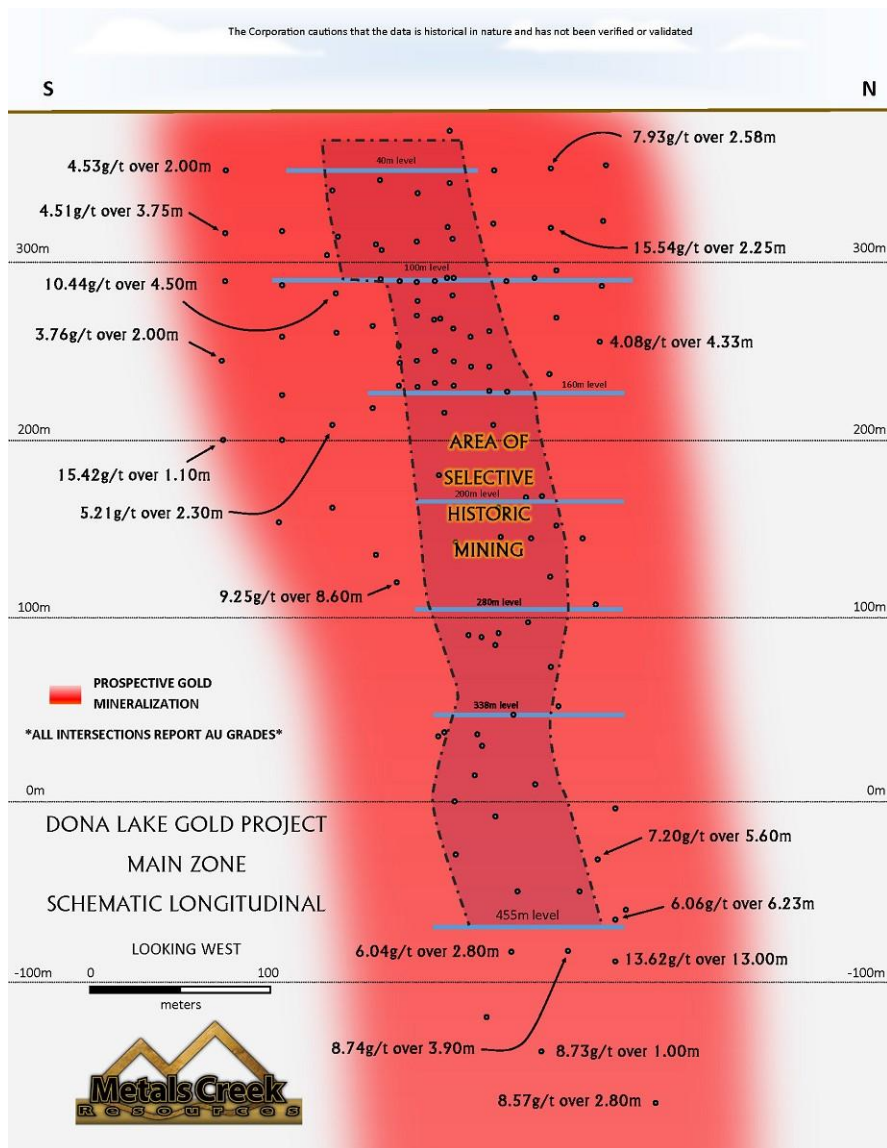 The Corporation cautions that the data is historical in nature and has not been verified or validated
S
N
7.93g/t over 2.58m
4.53g/t over 2.00m
40m level
4.51g/t over 3.75m
15.54g/t over 2.25m
300m
300m
100m level
10.44g/t over 4.50m
3.76g/t over 2.00m
4.08g/t over 4.33m
160m level
200m
200m
AREA OF
SELECTIVE
200m level
HISTORIC
MINING
15.42g/t over 1.10m
5.21g/t over 2.30m
9.25g/t over 8.60m
280m level
100m
100m
PROSPECTIVE GOLD
MINERALIZATION
338m level
*ALL INTERSECTIONS REPORT AU GRADES*
0m
0m
DONA LAKE GOLD PROJECT
MAIN ZONE
SCHEMATIC LONGITUDINAL
LOOKING WEST
7.20g/t over 5.60m
6.06g/t over 6.23m
455m level
6.04g/t over 2.80m
13.62g/t over 13.00m
-100m
-100m
0 100
meters
8.74g/t over 3.90m
8.73g/t over 1.00m
8.57g/t over 2.80m
Metals Creek
Resources